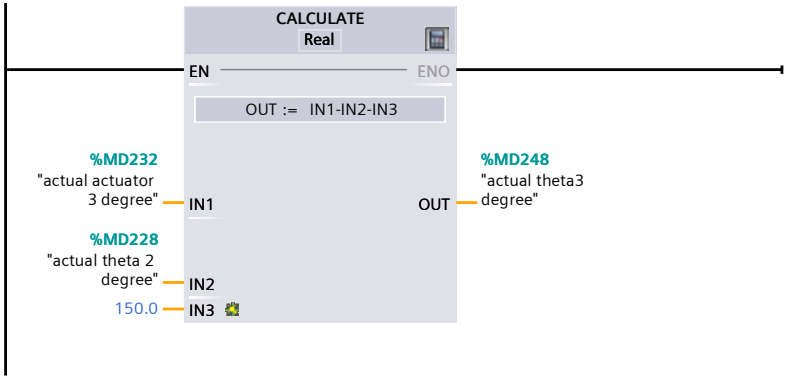 CALCULATE
Real
EN
ENO
OUT := IN1-IN2-IN3
%MD232
"actual actuator
3 degree"
IN1
%MD248
"actual theta3
degree"
OUT
%MD228
"actual theta 2
degree"
IN2
150.0
IN3